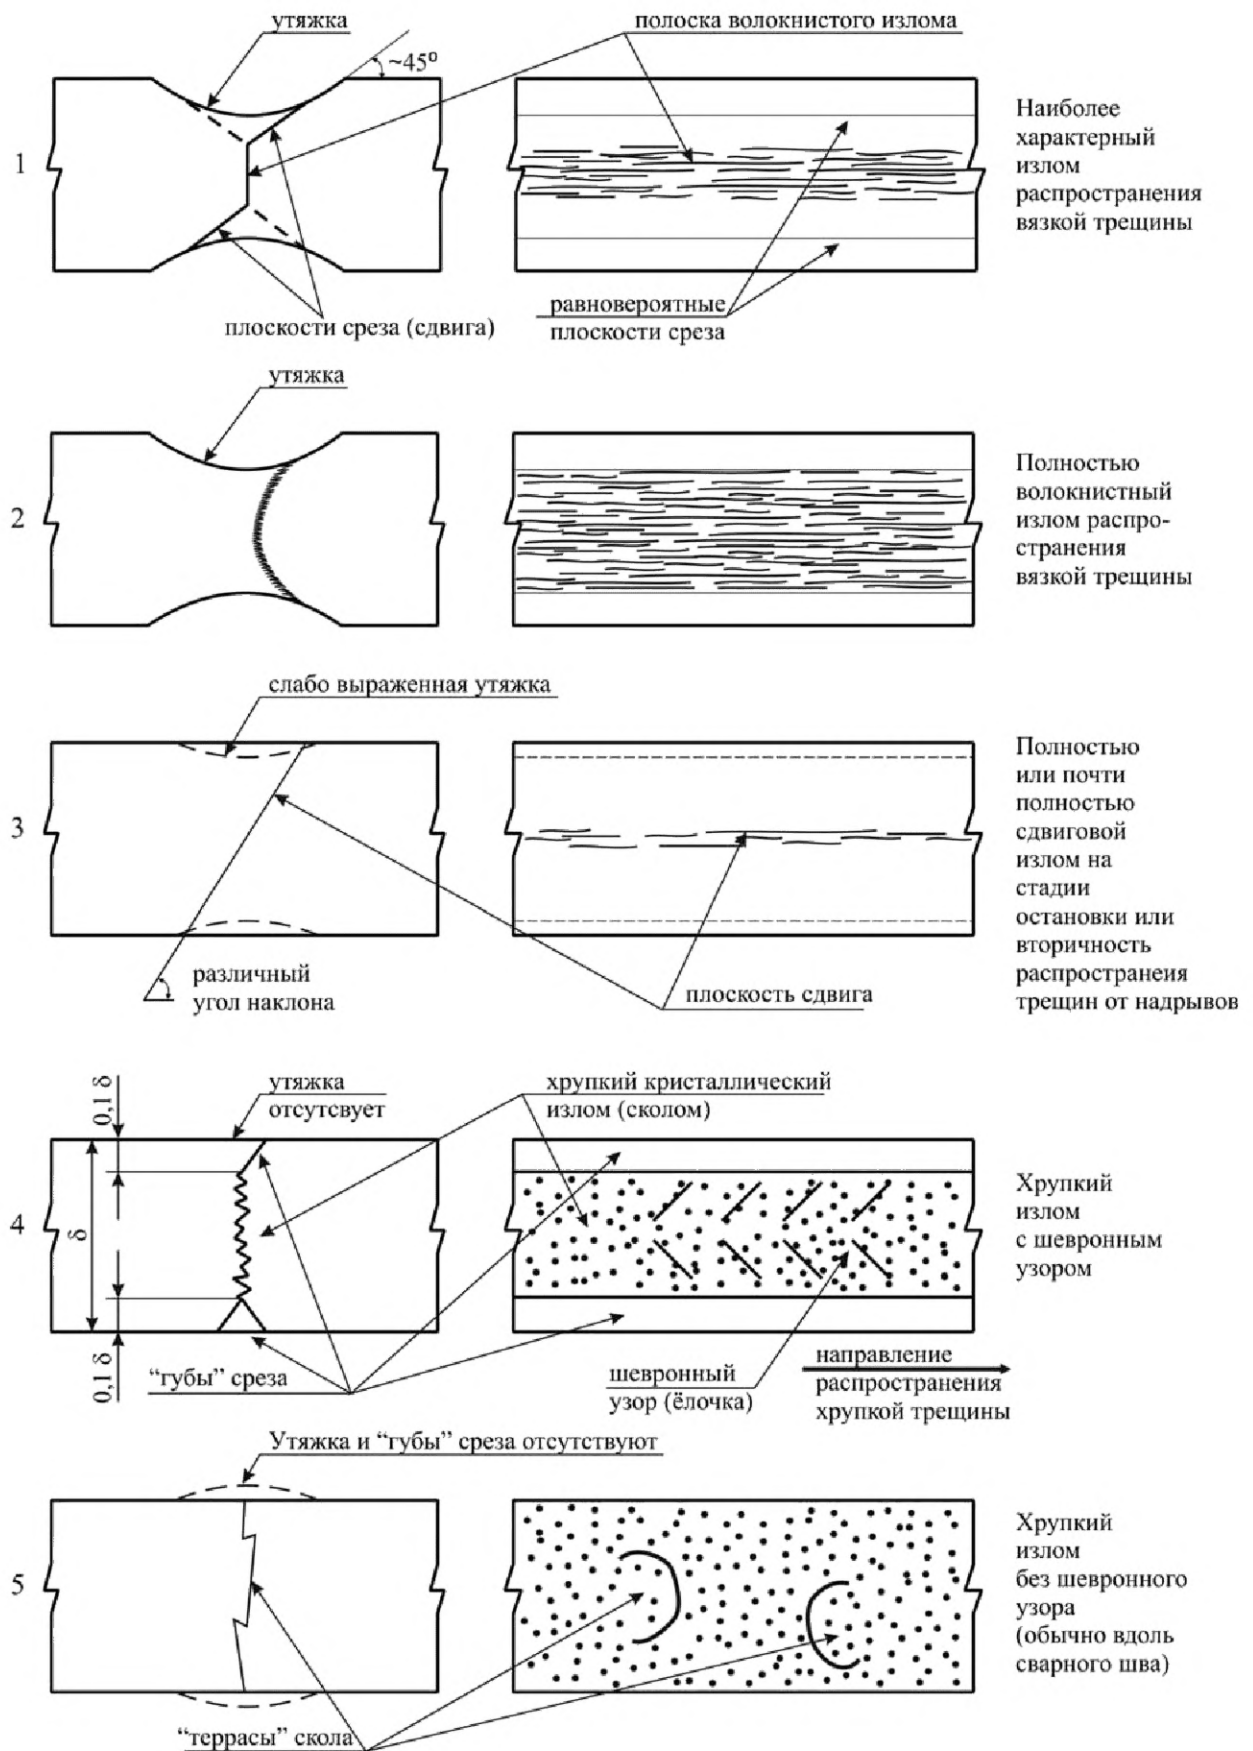 утяжка
~45°
полоска волокнистого излома
1
Наиболее
характерный
излом
распространения
вязкой трещины
плоскости среза (сдвига)
равновероятные
плоскости среза
утяжка
2
Полностью
волокнистный
излом распро-
странения
вязкой трещины
слабо выраженная утяжка
3
Полностью
или почти
полностью
сдвиговой
излом на
стадии
остановки или
вторичность
распространеия
трещин от надрывов
различный
угол наклона
плоскость сдвига
0,1 δ
утяжка
отсутсвует
хрупкий кристаллический
излом (сколом)
4
δ
Хрупкий
излом
с шевронным
узором
0,1 δ
“губы” среза
шевронный
узор (ёлочка)
направление
распространения
хрупкой трещины
Утяжка и “губы” среза отсутствуют
5
Хрупкий
излом
без шевронного
узора
(обычно вдоль
сварного шва)
“террасы” скола